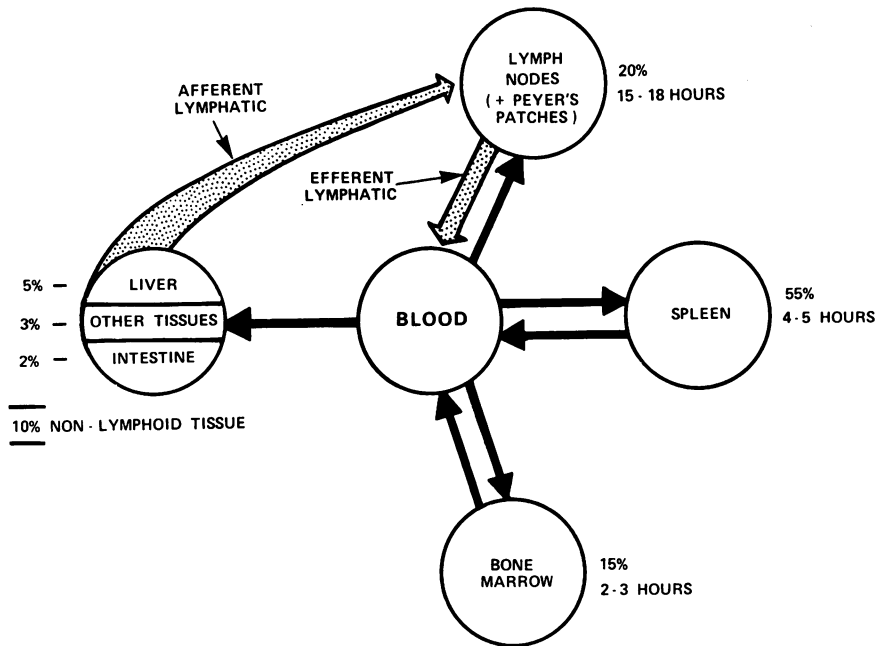 AFFERENT
LYMPHATIC
LYMPH
NODES
( + PEYER'S
PATCHES )
20%
15 - 18 HOURS
EFFERENT
LYMPHATIC
5% –
LIVER
3% –
OTHER TISSUES
2% –
INTESTINE
10% NON - LYMPHOID TISSUE
BLOOD
SPLEEN
55%
4 - 5 HOURS
BONE
MARROW
15%
2 - 3 HOURS